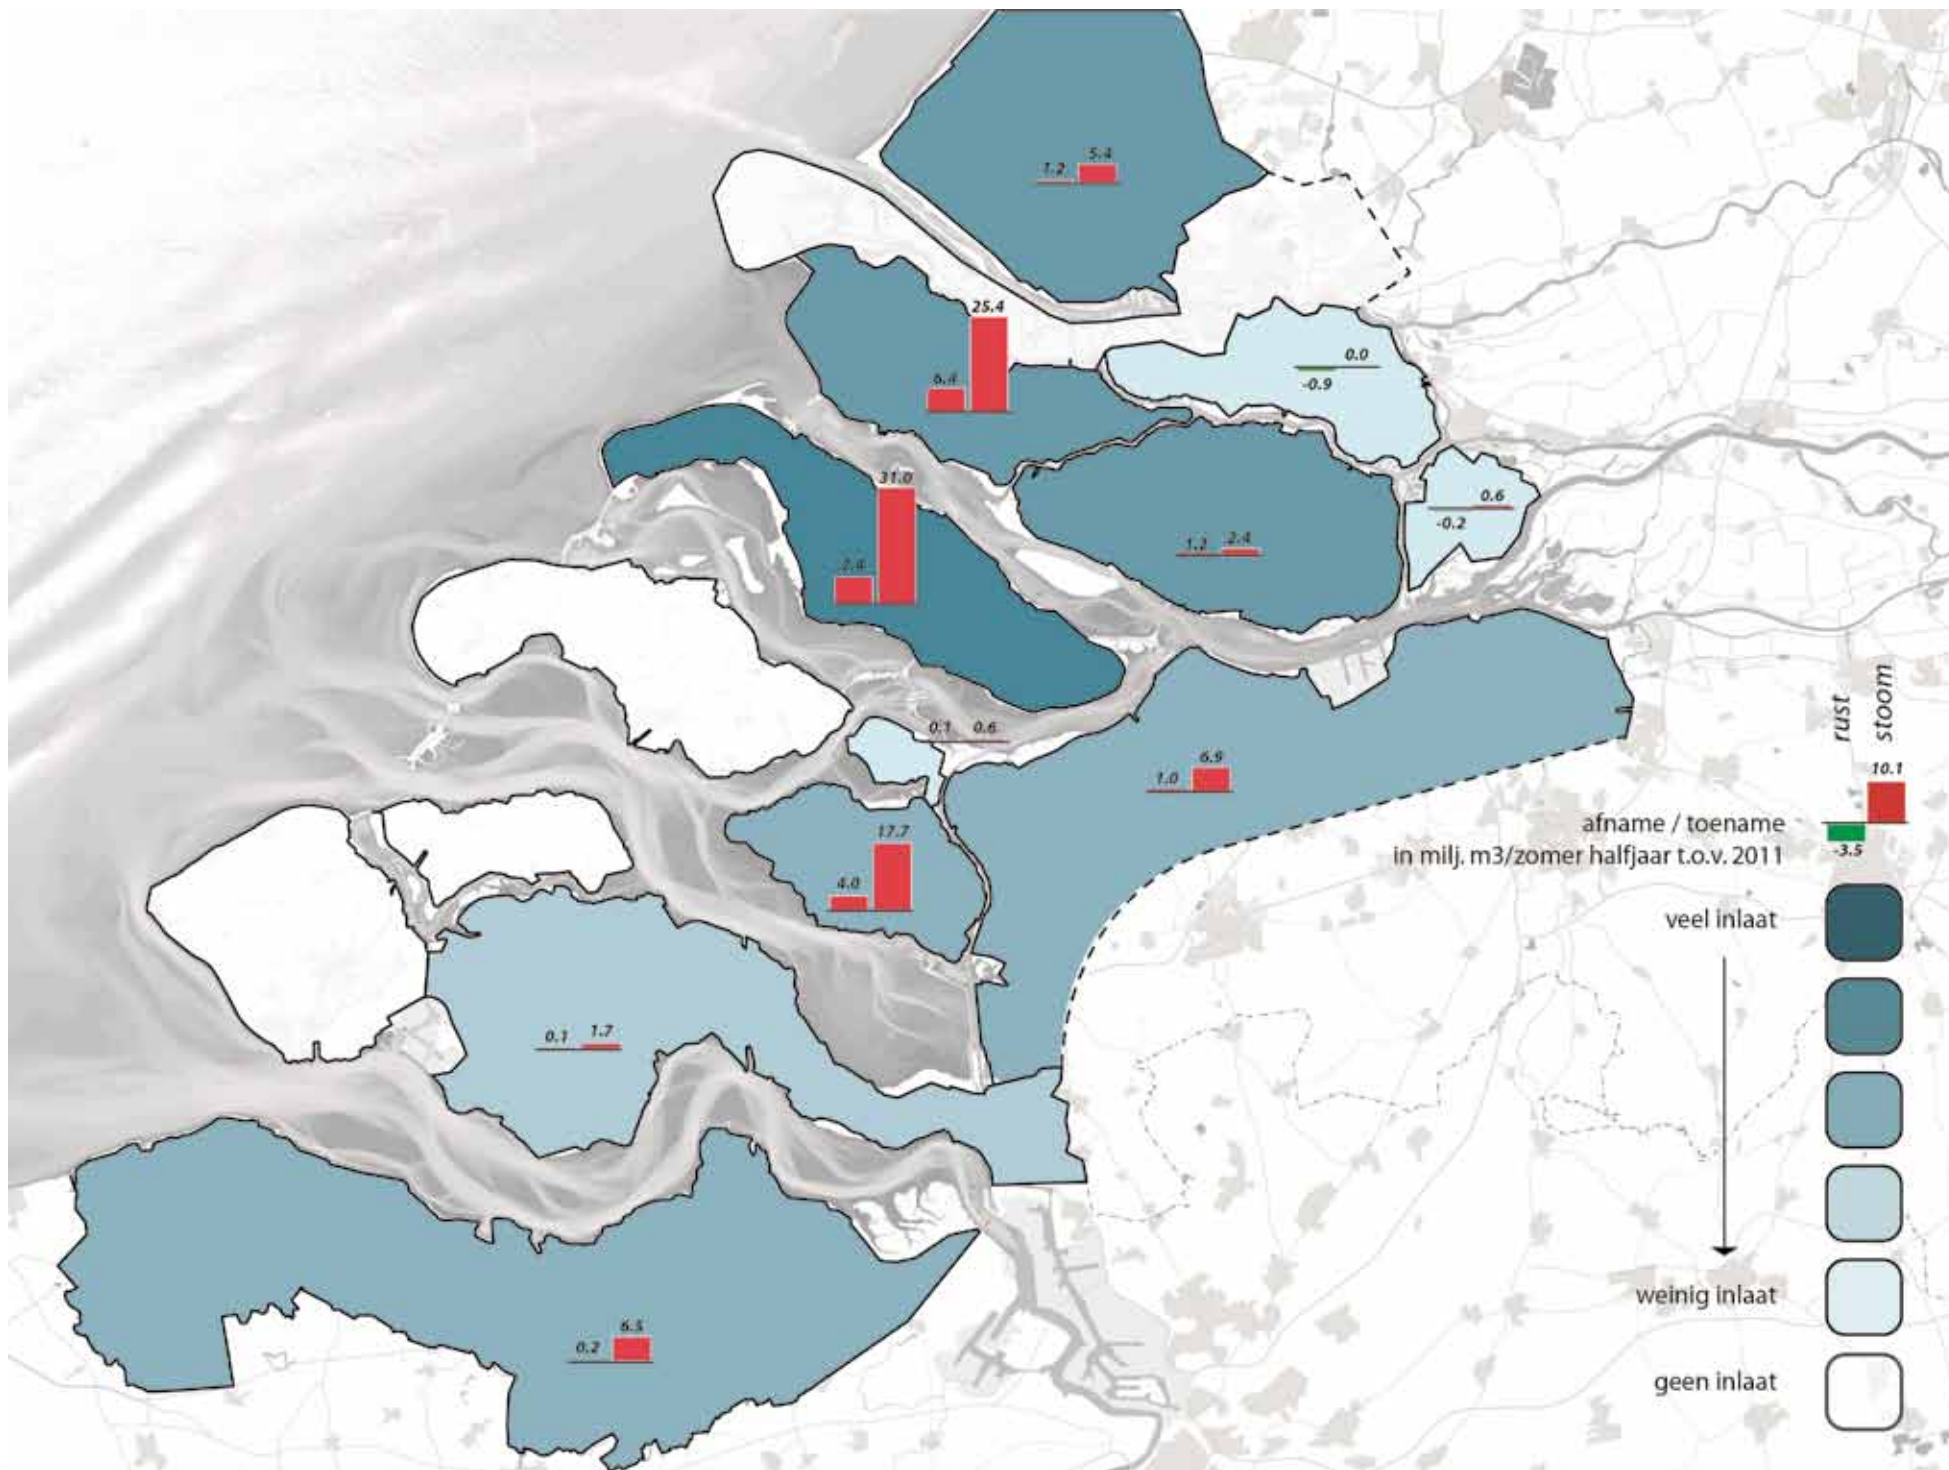 1.2 5.4
25.4
6.4
0.0
-0.9
31.0
0.6
-0.2
1.2 2.4
0.1 0.6
1.0 6.9
17.7
4.0
0.1 1.7
0.2 6.5
rust
stoom
10.1
-3.5
afname / toename
in milj. m3/zomer halfjaar t.o.v. 2011
veel inlaat
weinig inlaat
geen inlaat